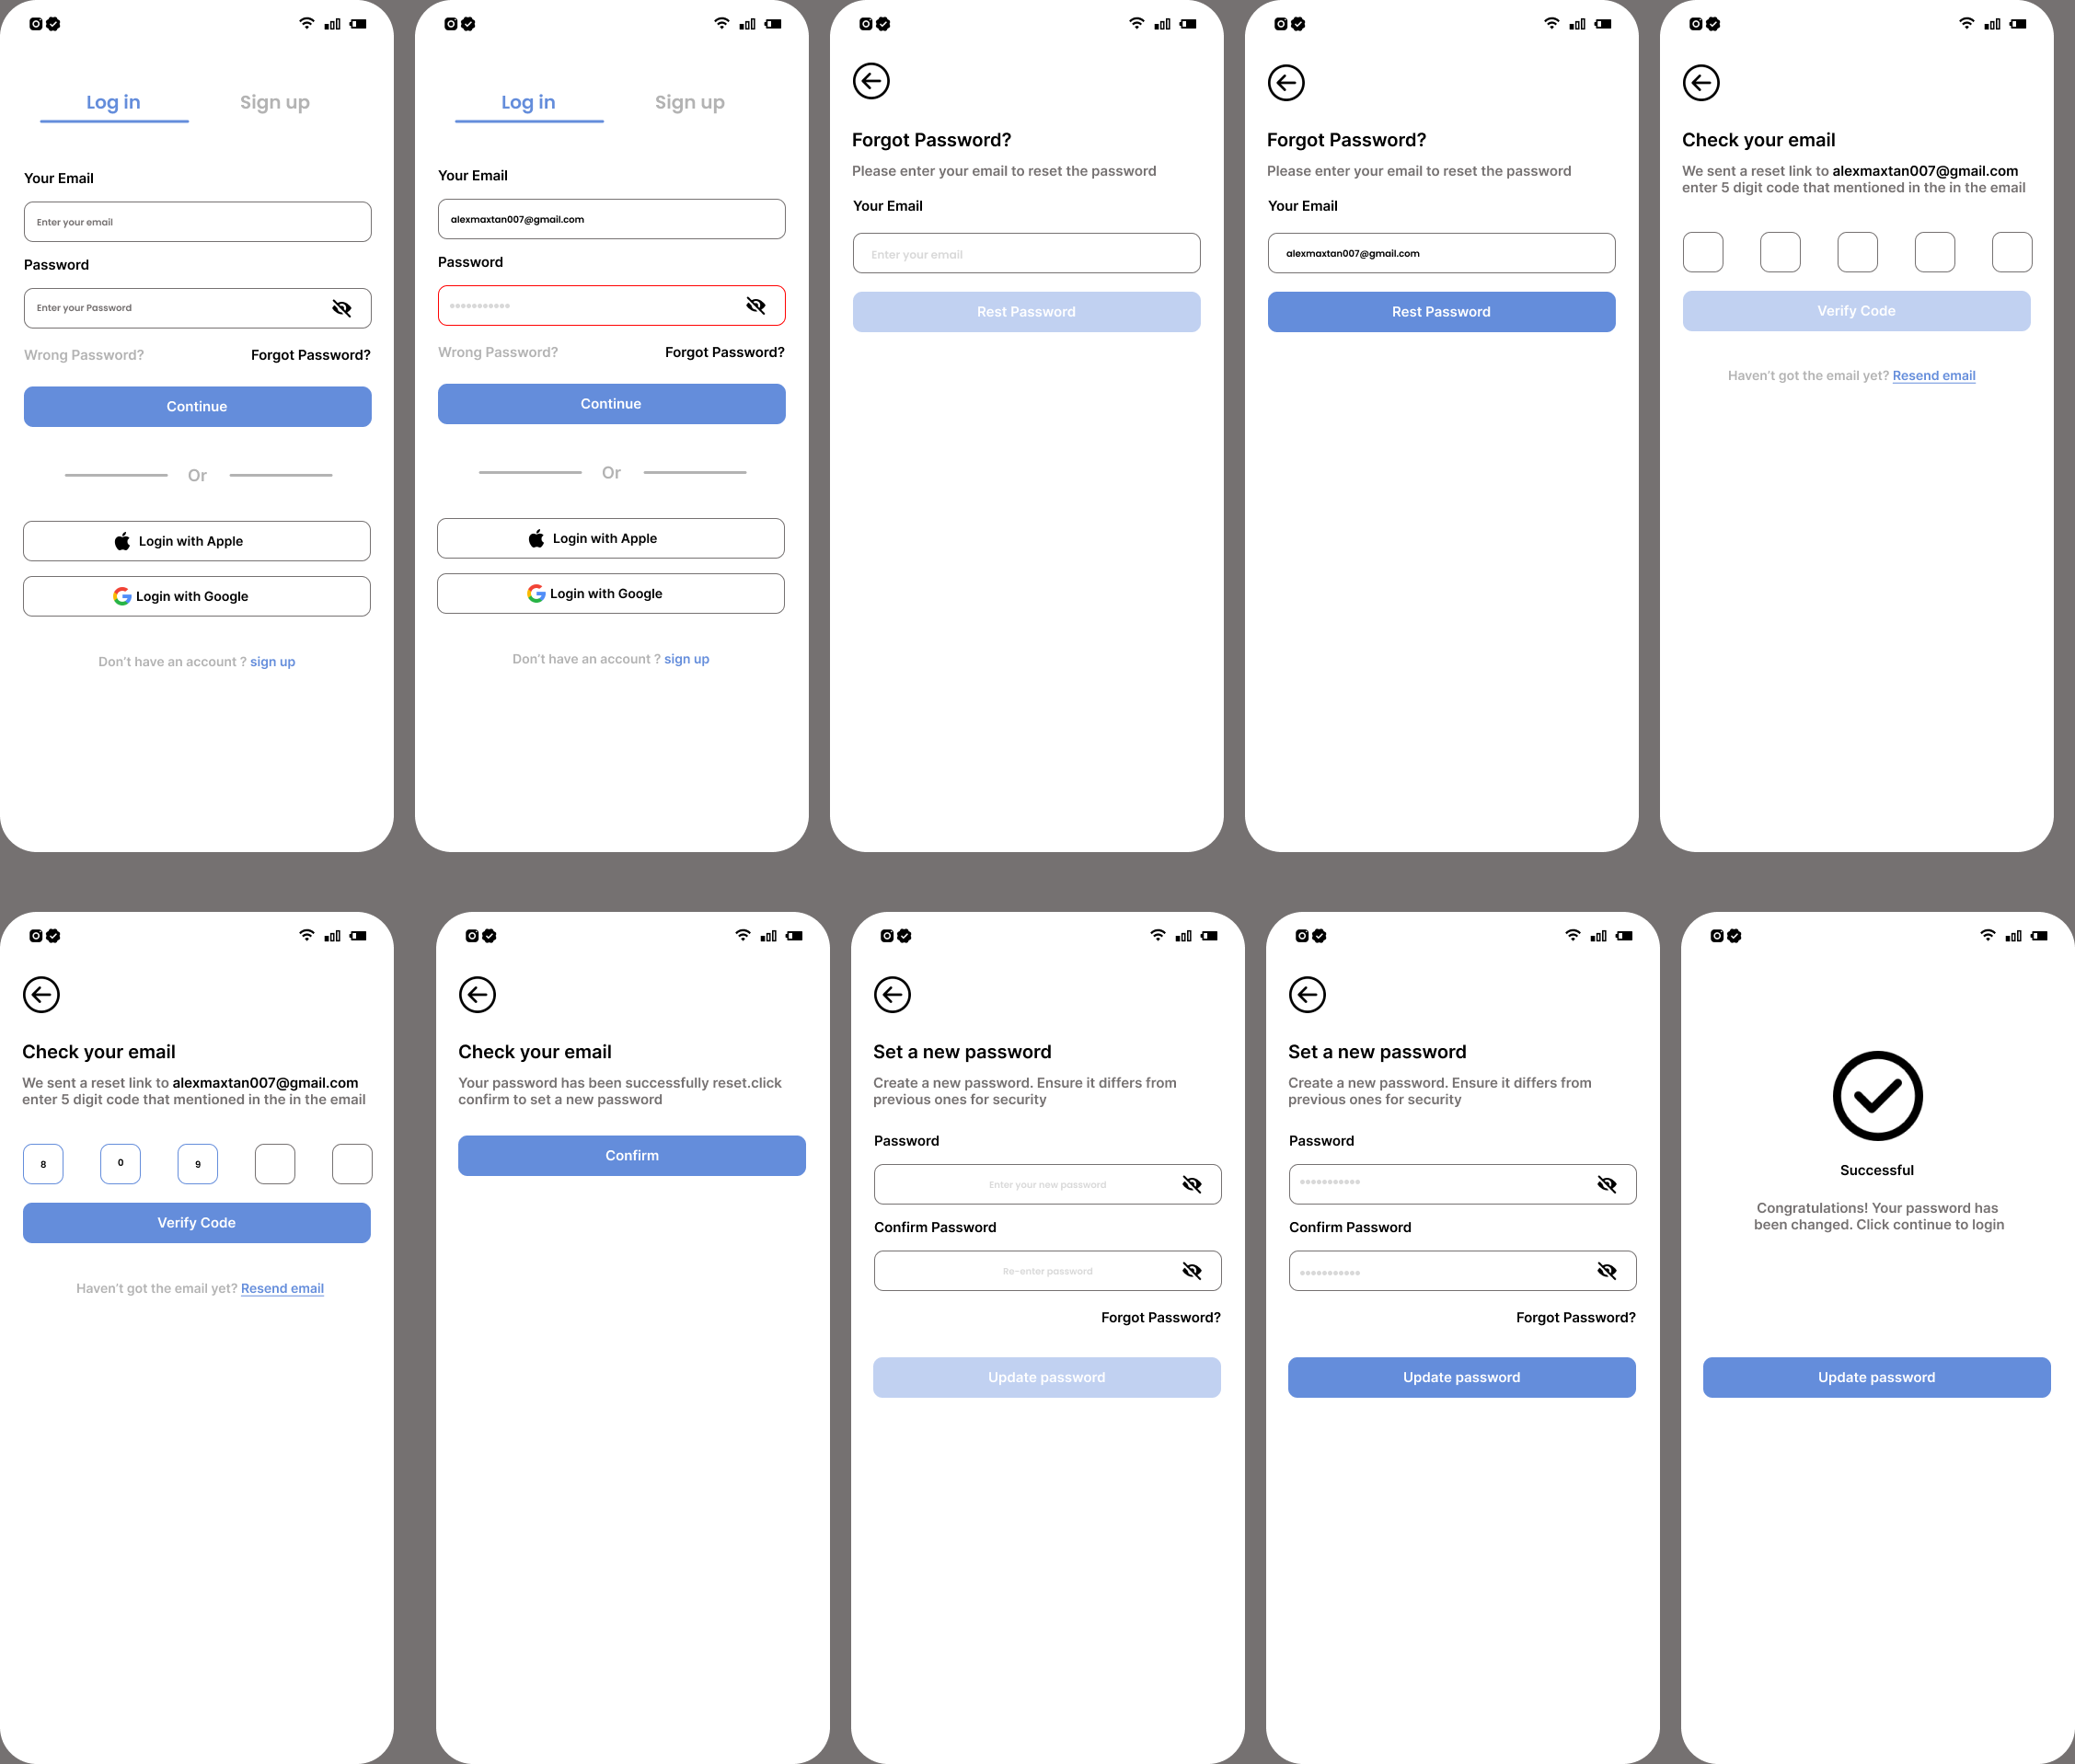 Log in
Sign up
Your Email
Enter your email
Password
Enter your Password
Wrong Password?
Forgot Password?
Continue
Or
Login with Apple
Login with Google
Don't have an account ? sign up
Log in
Sign up
Your Email
alexmaxtan007@gmail.com
Password
Wrong Password?
Forgot Password?
Continue
Or
Login with Apple
Login with Google
Don't have an account ? sign up
Forgot Password?
Please enter your email to reset the password
Your Email
Enter your email
Rest Password
Forgot Password?
Please enter your email to reset the password
Your Email
alexmaxtan007@gmail.com
Rest Password
Check your email
We sent a reset link to alexmaxtan007@gmail.com
enter 5 digit code that mentioned in the in the email
Verify Code
Haven't got the email yet? Resend email
Check your email
We sent a reset link to alexmaxtan007@gmail.com
enter 5 digit code that mentioned in the in the email
8 0 9
Verify Code
Haven't got the email yet? Resend email
Check your email
Your password has been successfully reset.click
confirm to set a new password
Confirm
Set a new password
Create a new password. Ensure it differs from
previous ones for security
Password
Enter your new password
Confirm Password
Re-enter password
Forgot Password?
Update password
Set a new password
Create a new password. Ensure it differs from
previous ones for security
Password
Confirm Password
Forgot Password?
Update password
Successful
Congratulations! Your password has
been changed. Click continue to login
Update password